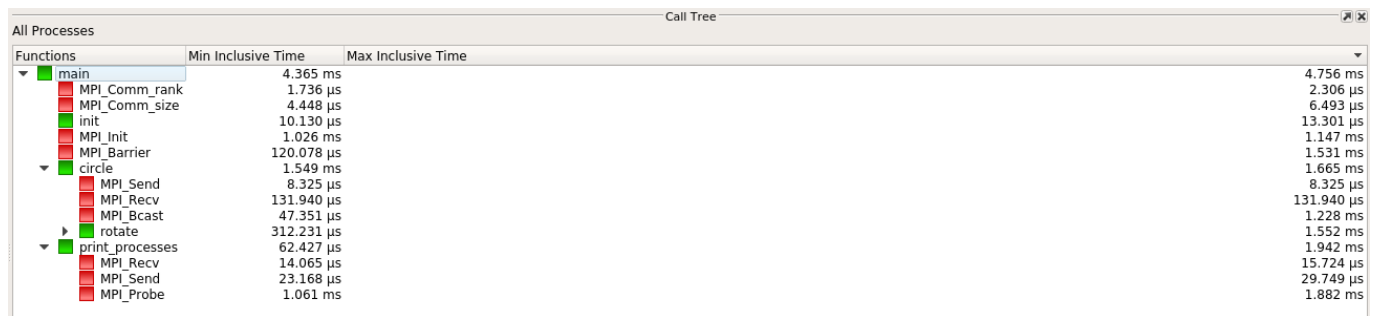 Call Tree
All Processes
Functions Min Inclusive Time Max Inclusive Time
main 4.365 ms 4.756 ms
MPI_Comm_rank 1.736 µs 2.306 µs
MPI_Comm_size 4.448 µs 6.493 µs
init 10.130 µs 13.301 µs
MPI_Init 1.026 ms 1.147 ms
MPI_Barrier 120.078 µs 1.531 ms
circle 1.549 ms 1.665 ms
MPI_Send 8.325 µs 8.325 µs
MPI_Recv 131.940 µs 131.940 µs
MPI_Bcast 47.351 µs 1.228 ms
rotate 312.231 µs 1.552 ms
print_processes 62.427 µs 1.942 ms
MPI_Recv 14.065 µs 15.724 µs
MPI_Send 23.168 µs 29.749 µs
MPI_Probe 1.061 ms 1.882 ms